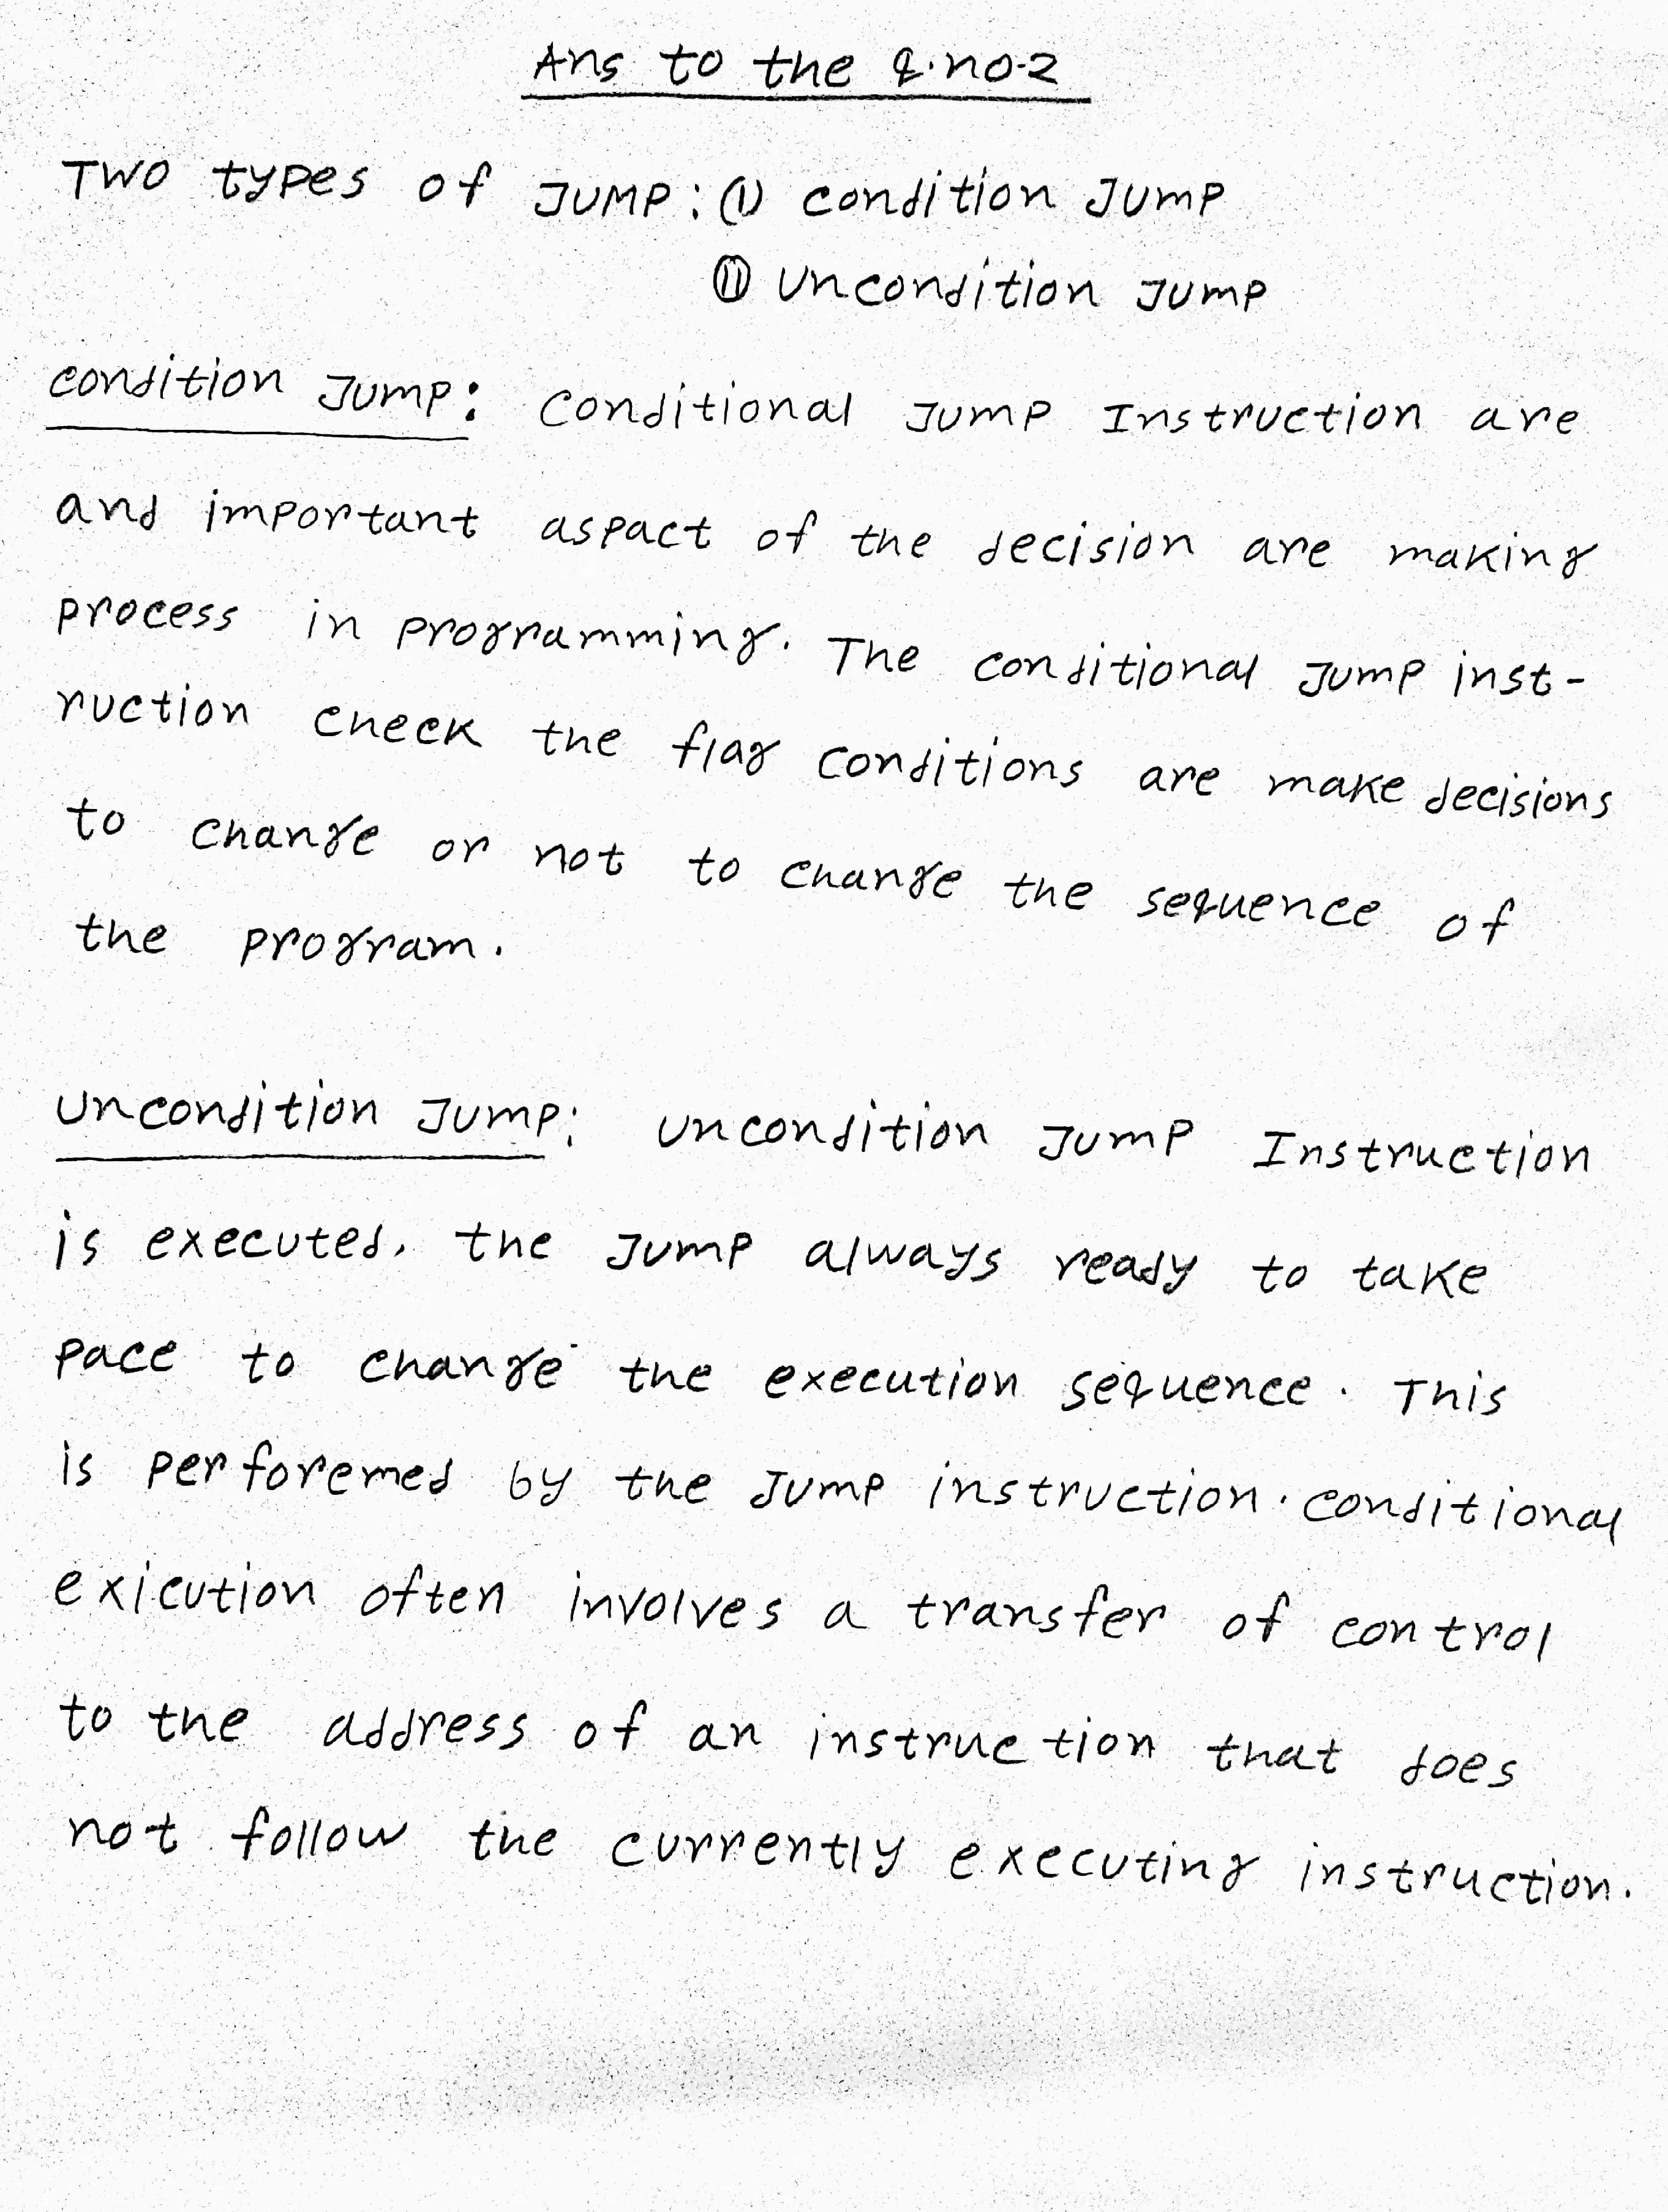 Ans to the q.no-2
Two types of JUMP: (i) condition Jump
(ii) uncondition Jump
condition Jump: Conditional Jump Instruction are
and important aspact of the decision are making
process in programming. The conditional Jump inst-
ruction check the flag conditions are make decisions
to change or not to change the sequence of
the program.
uncondition Jump: uncondition Jump Instruction
is executed, the Jump always ready to take
pace to change the execution sequence. This
is perforemed by the Jump instruction. conditional
exicution often involves a transfer of control
to the address of an instruction that does
not follow the currently executing instruction.